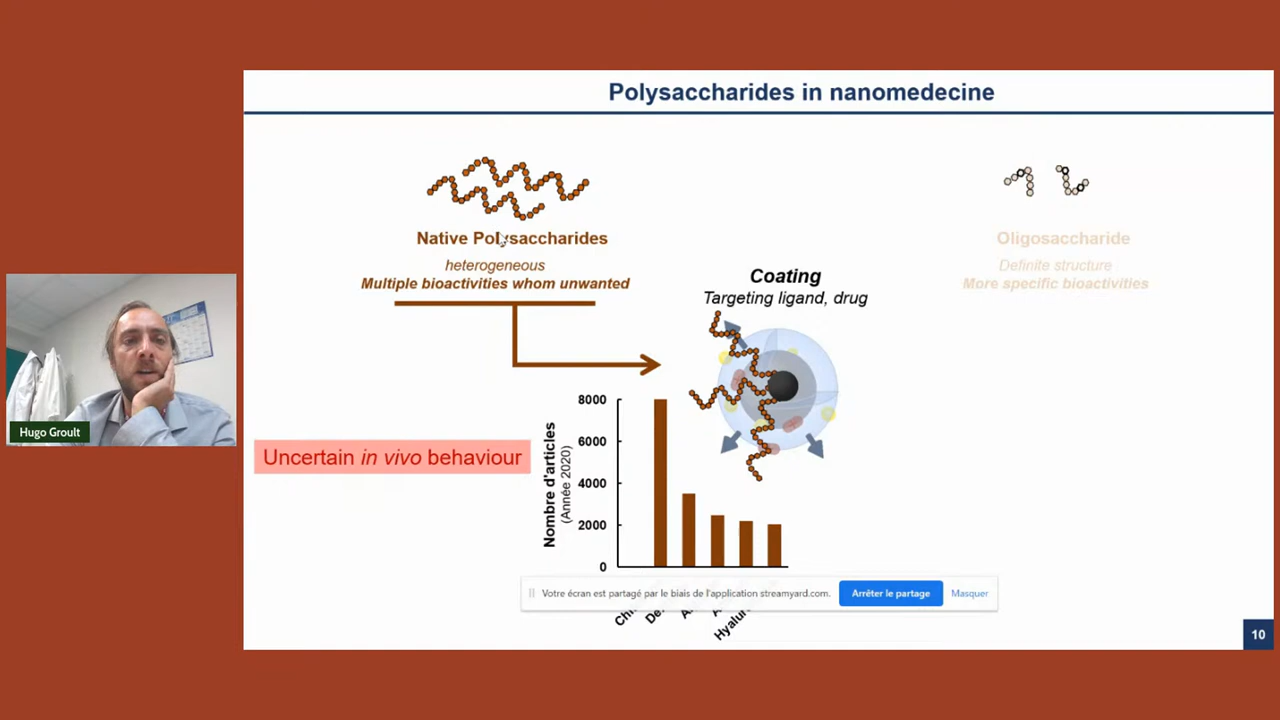 Polysaccharides in nanomedecine
Native Polysaccharides
heterogeneous
Multiple bioactivities whom unwanted
Oligosaccharide
Definite structure
More specific bioactivities
Coating
Targeting ligand, drug
Hugo Groult
Uncertain in vivo behaviour
Nombre d'articles
(Année 2020)
8000
6000
4000
2000
0
Votre écran est partagé par le biais de l'application streamyard.com.
Arrêter le partage
Masquer
10